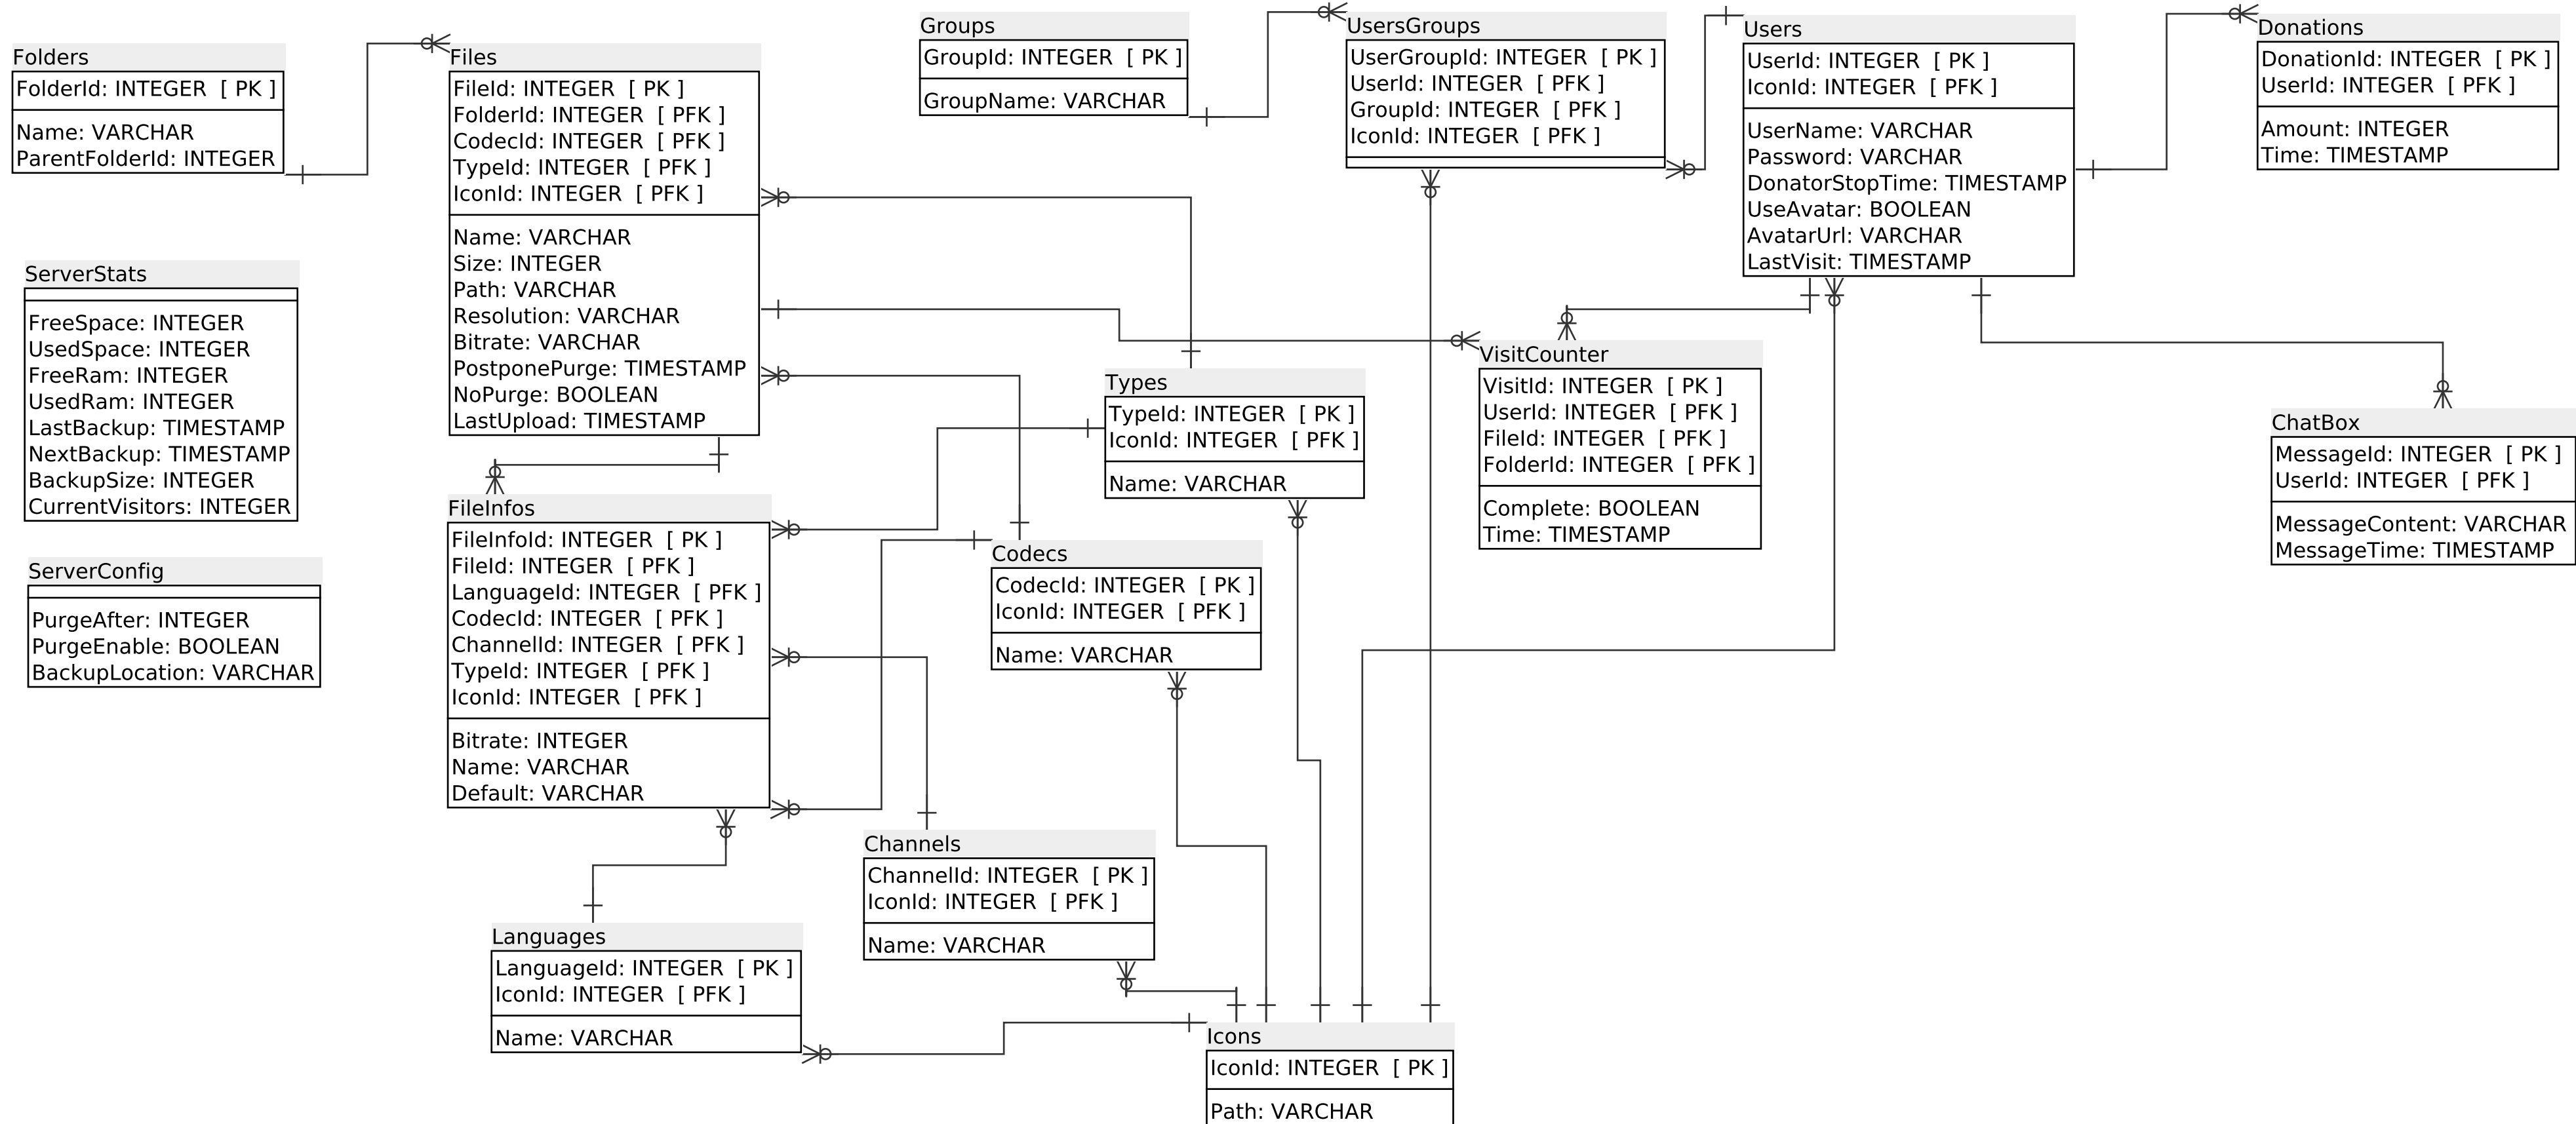 Folders
FolderId: INTEGER [ PK ]
Name: VARCHAR
ParentFolderId: INTEGER
Files
FileId: INTEGER [ PK ]
FolderId: INTEGER [ PFK ]
CodecId: INTEGER [ PFK ]
TypeId: INTEGER [ PFK ]
IconId: INTEGER [ PFK ]
Name: VARCHAR
Size: INTEGER
Path: VARCHAR
Resolution: VARCHAR
Bitrate: VARCHAR
PostponePurge: TIMESTAMP
NoPurge: BOOLEAN
LastUpload: TIMESTAMP
Groups
GroupId: INTEGER [ PK ]
GroupName: VARCHAR
UsersGroups
UserGroupId: INTEGER [ PK ]
UserId: INTEGER [ PFK ]
GroupId: INTEGER [ PFK ]
IconId: INTEGER [ PFK ]
Users
UserId: INTEGER [ PK ]
IconId: INTEGER [ PFK ]
UserName: VARCHAR
Password: VARCHAR
DonatorStopTime: TIMESTAMP
UseAvatar: BOOLEAN
AvatarUrl: VARCHAR
LastVisit: TIMESTAMP
Donations
DonationId: INTEGER [ PK ]
UserId: INTEGER [ PFK ]
Amount: INTEGER
Time: TIMESTAMP
ServerStats
FreeSpace: INTEGER
UsedSpace: INTEGER
FreeRam: INTEGER
UsedRam: INTEGER
LastBackup: TIMESTAMP
NextBackup: TIMESTAMP
BackupSize: INTEGER
CurrentVisitors: INTEGER
Types
TypeId: INTEGER [ PK ]
IconId: INTEGER [ PFK ]
Name: VARCHAR
VisitCounter
VisitId: INTEGER [ PK ]
UserId: INTEGER [ PFK ]
FileId: INTEGER [ PFK ]
FolderId: INTEGER [ PFK ]
Complete: BOOLEAN
Time: TIMESTAMP
ChatBox
MessageId: INTEGER [ PK ]
UserId: INTEGER [ PFK ]
MessageContent: VARCHAR
MessageTime: TIMESTAMP
ServerConfig
PurgeAfter: INTEGER
PurgeEnable: BOOLEAN
BackupLocation: VARCHAR
FileInfos
FileInfoId: INTEGER [ PK ]
FileId: INTEGER [ PFK ]
LanguageId: INTEGER [ PFK ]
CodecId: INTEGER [ PFK ]
ChannelId: INTEGER [ PFK ]
TypeId: INTEGER [ PFK ]
IconId: INTEGER [ PFK ]
Bitrate: INTEGER
Name: VARCHAR
Default: VARCHAR
Codecs
CodecId: INTEGER [ PK ]
IconId: INTEGER [ PFK ]
Name: VARCHAR
Channels
ChannelId: INTEGER [ PK ]
IconId: INTEGER [ PFK ]
Name: VARCHAR
Languages
LanguageId: INTEGER [ PK ]
IconId: INTEGER [ PFK ]
Name: VARCHAR
Icons
IconId: INTEGER [ PK ]
Path: VARCHAR